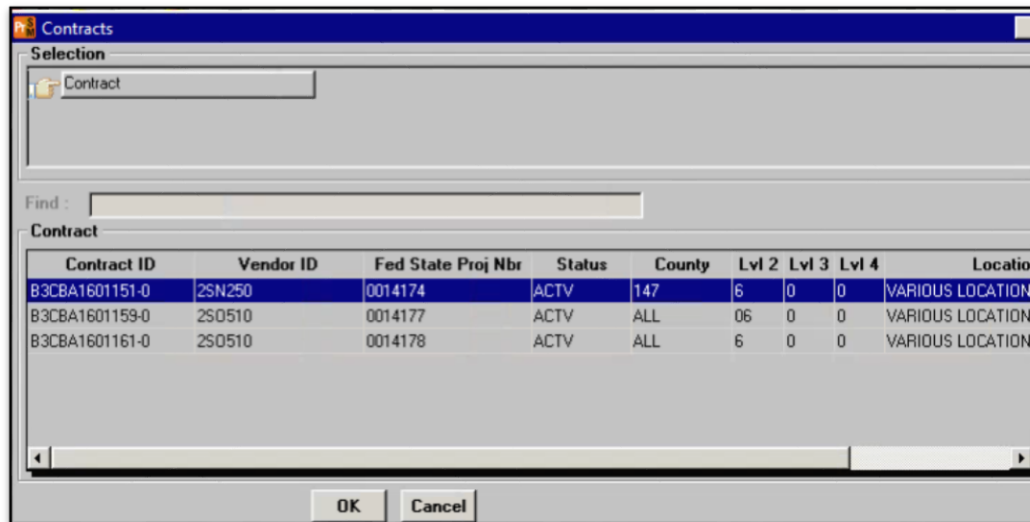 Contracts
Selection
Contract
Find :
Contract
Contract ID Vendor ID Fed State Proj Nbr Status County Lvl 2 Lvl 3 Lvl 4 Locatio
B3CBA1601151-0 2SN250 0014174 ACTV 147 6 0 0 VARIOUS LOCATION
B3CBA1601159-0 2SO510 0014177 ACTV ALL 06 0 0 VARIOUS LOCATION
B3CBA1601161-0 2SO510 0014178 ACTV ALL 6 0 0 VARIOUS LOCATION
OK Cancel